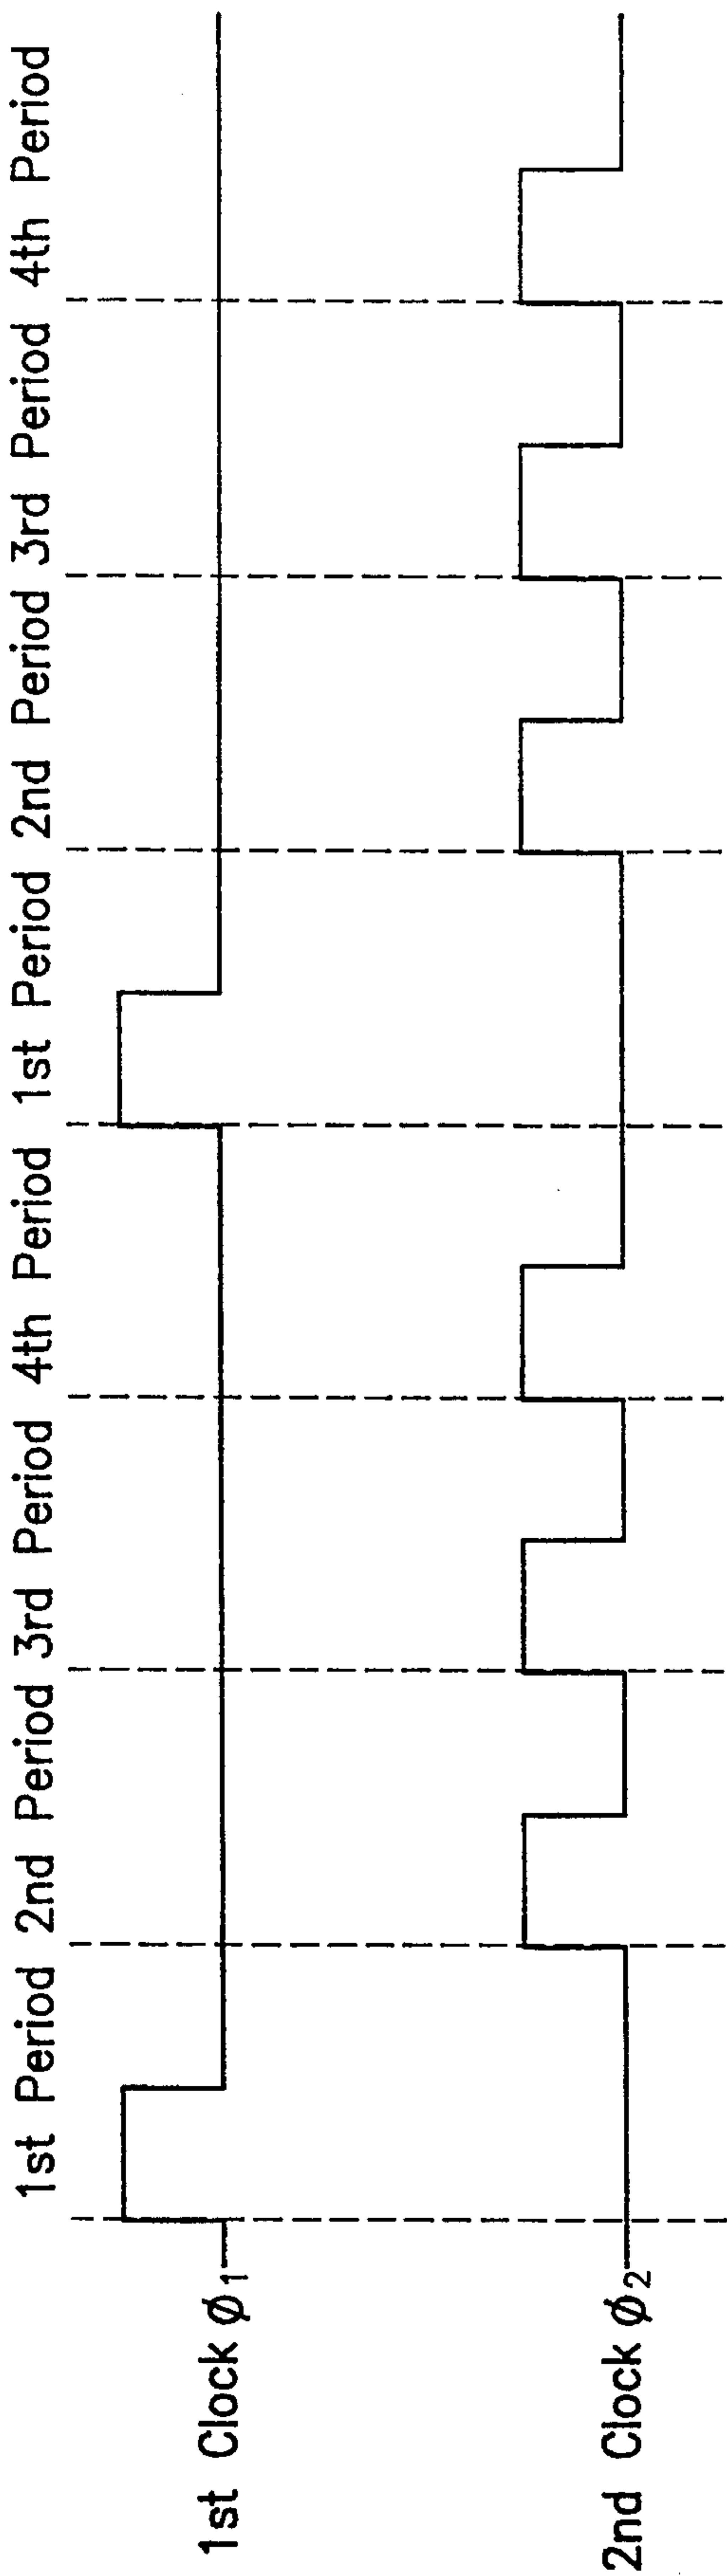 1st Period 2nd Period 3rd Period 4th Period 1st Period 2nd Period 3rd Period 4th Period
1st Clock ϕ1
2nd Clock ϕ2